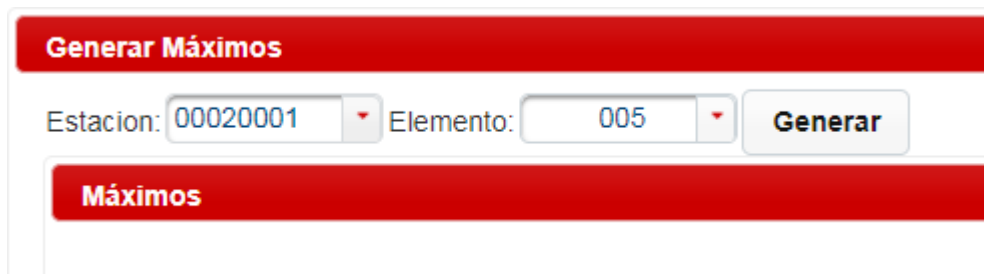 Generar Máximos
Estacion: 00020001 Elemento: 005 Generar
Máximos